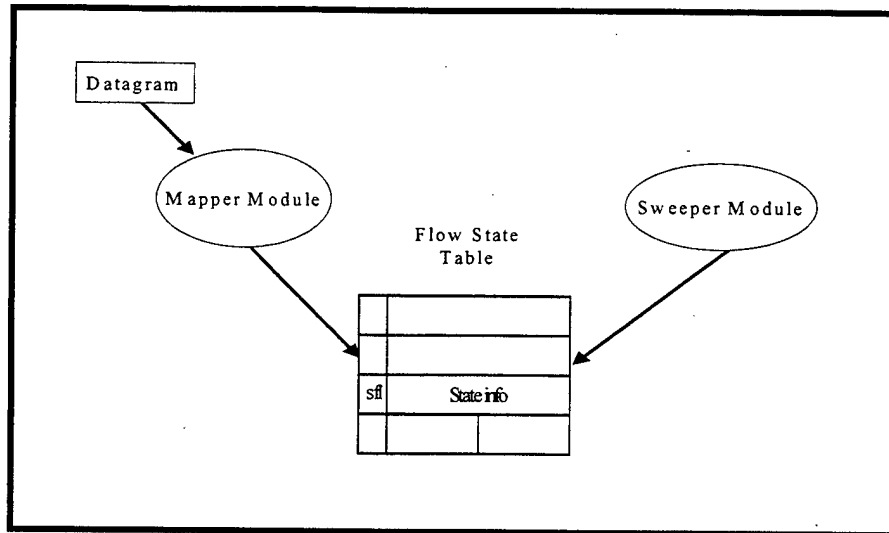 Datagram
Mapper Module
Sweeper Module
Flow State
Table
sfl
State info